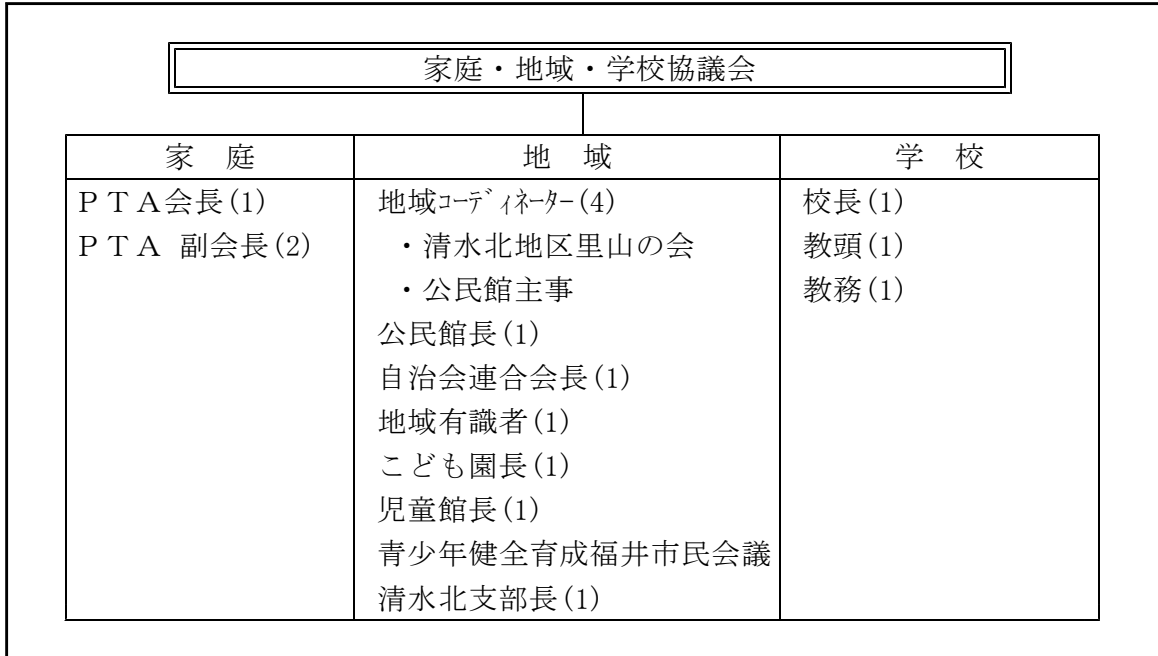 家庭・地域・学校協議会
家　庭
地　域
学　校
ＰＴＡ会長(1)
ＰＴＡ 副会長(2)
地域ｺｰﾃﾞｨﾈｰﾀｰ(4)
・清水北地区里山の会
・公民館主事
公民館長(1)
自治会連合会長(1)
地域有識者(1)
こども園長(1)
児童館長(1)
青少年健全育成福井市民会議
清水北支部長(1)
校長(1)
教頭(1)
教務(1)